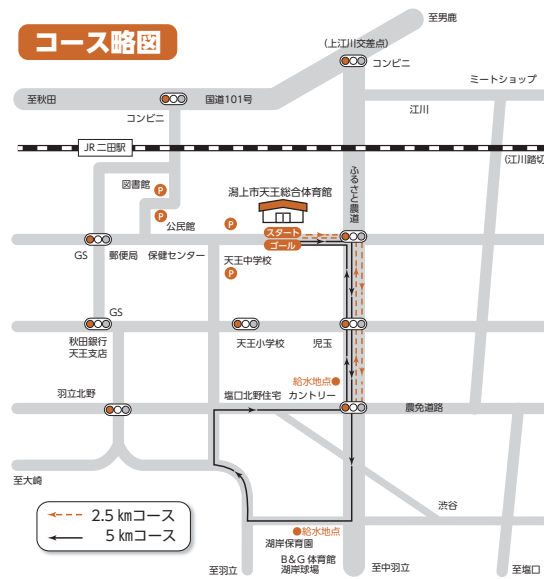 コース略図
至男鹿
(上江川交差点)
コンビニ
ミートショップ
至秋田
国道101号
江川
コンビニ
JR 二田駅
(江川踏切
図書館
P
ふるさと農道
潟上市天王総合体育館
P
公民館
P
スタート
ゴール
GS
郵便局
保健センター
天王中学校
P
GS
秋田銀行
天王支店
天王小学校
児玉
給水地点
羽立北野
塩口北野住宅
カントリー
農免道路
至大崎
渋谷
2.5 kmコース
5 kmコース
給水地点
湖岸保育園
B&G 体育館
湖岸球場
至羽立
至中羽立
至塩口